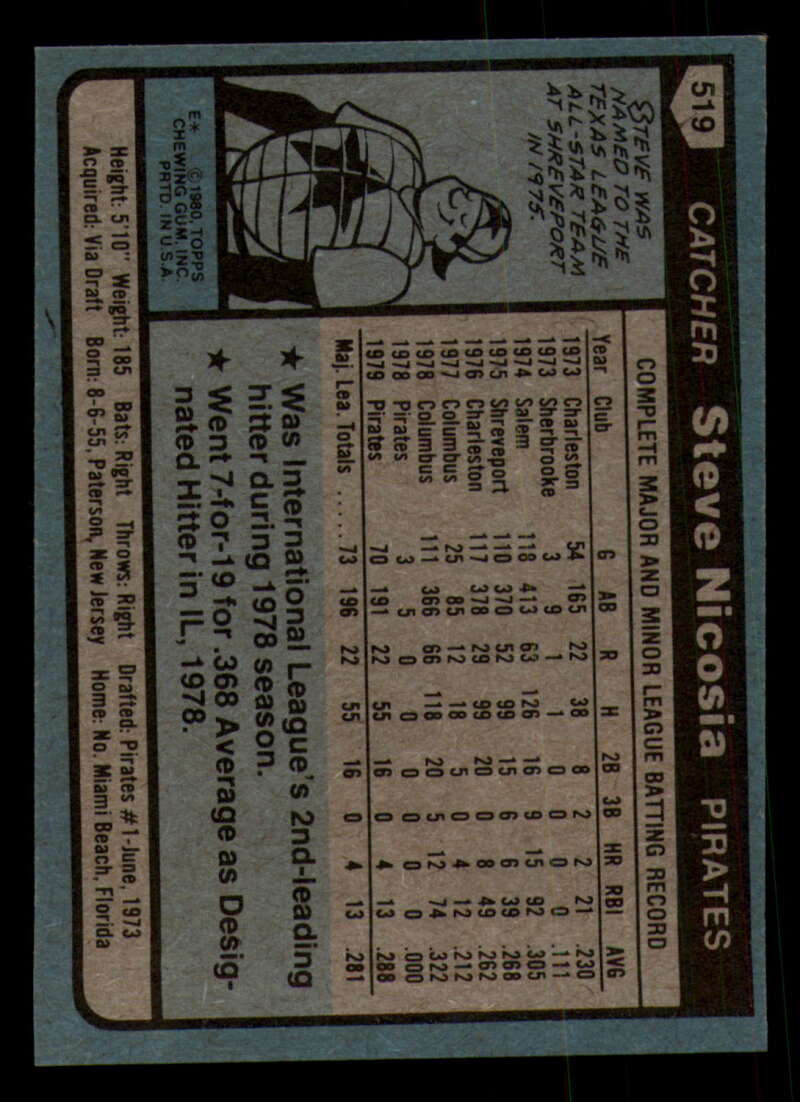 519
CATCHER Steve Nicosia PIRATES
STEVE WAS
NAMED TO THE
TEXAS LEAGUE
ALL-STAR TEAM
AT SHREVEPORT
IN 1975.
E* © 1980, TOPPS
CHEWING GUM, INC.
PRTD. IN U.S.A.
COMPLETE MAJOR AND MINOR LEAGUE BATTING RECORD
Year Club G AB R H 2B 3B HR RBI AVG
1973 Charleston 54 165 22 38 8 2 2 21 .230
1973 Sherbrooke 3 9 1 1 0 0 0 0 .111
1974 Salem 118 413 63 126 16 9 15 92 .305
1975 Shreveport 110 370 52 99 15 6 6 39 .268
1976 Charleston 117 378 29 99 20 0 8 49 .262
1977 Columbus 25 85 12 18 5 0 4 12 .212
1978 Columbus 111 366 66 118 20 5 12 74 .322
1978 Pirates 3 5 0 0 0 0 0 0 .000
1979 Pirates 70 191 22 55 16 0 4 13 .288
Maj. Lea. Totals ..... 73 196 22 55 16 0 4 13 .281
★ Was International League's 2nd-leading
hitter during 1978 season.
★ Went 7-for-19 for .368 Average as Desig-
nated Hitter in IL, 1978.
Height: 5'10" Weight: 185 Bats: Right Throws: Right Drafted: Pirates #1-June, 1973
Acquired: Via Draft Born: 8-6-55, Paterson, New Jersey Home: No. Miami Beach, Florida